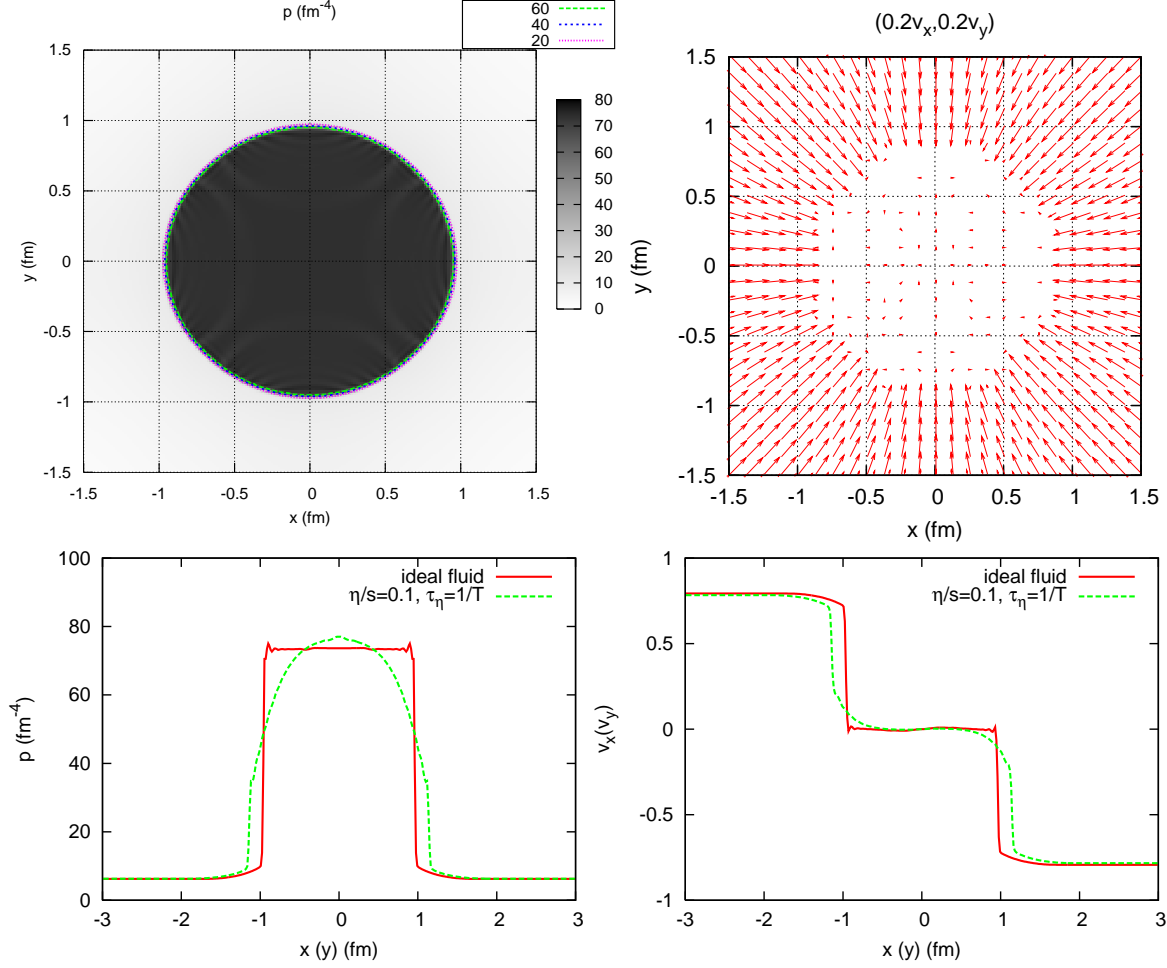 p (fm-4)
60
40
20
1.5
1
0.5
0
-0.5
-1
-1.5
-1.5 -1 -0.5 0 0.5 1 1.5
y (fm)
x (fm)
80
70
60
50
40
30
20
10
0
(0.2vx,0.2vy)
1.5
1
0.5
0
-0.5
-1
-1.5
-1.5 -1 -0.5 0 0.5 1 1.5
y (fm)
x (fm)
100
80
60
40
20
0
-3 -2 -1 0 1 2 3
p (fm-4)
x (y) (fm)
ideal fluid
η/s=0.1, τη=1/T
1
0.5
0
-0.5
-1
-3 -2 -1 0 1 2 3
vx(vy)
x (y) (fm)
ideal fluid
η/s=0.1, τη=1/T